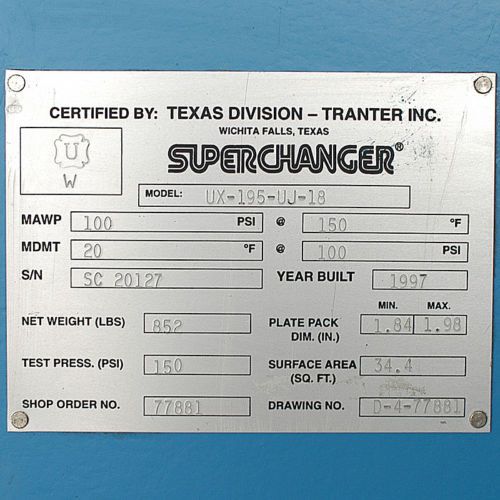 CERTIFIED BY: TEXAS DIVISION – TRANTER INC.
WICHITA FALLS, TEXAS
U
W
SUPERCHANGER®
MODEL: UX-195-UJ-18
MAWP 100 PSI @ 150 °F
MDMT 20 °F @ 100 PSI
S/N SC 20127 YEAR BUILT 1997
MIN. MAX.
NET WEIGHT (LBS) 852 PLATE PACK DIM. (IN.) 1.84 1.98
TEST PRESS. (PSI) 150 SURFACE AREA (SQ. FT.) 34.4
SHOP ORDER NO. 77881 DRAWING NO. D-4-77881